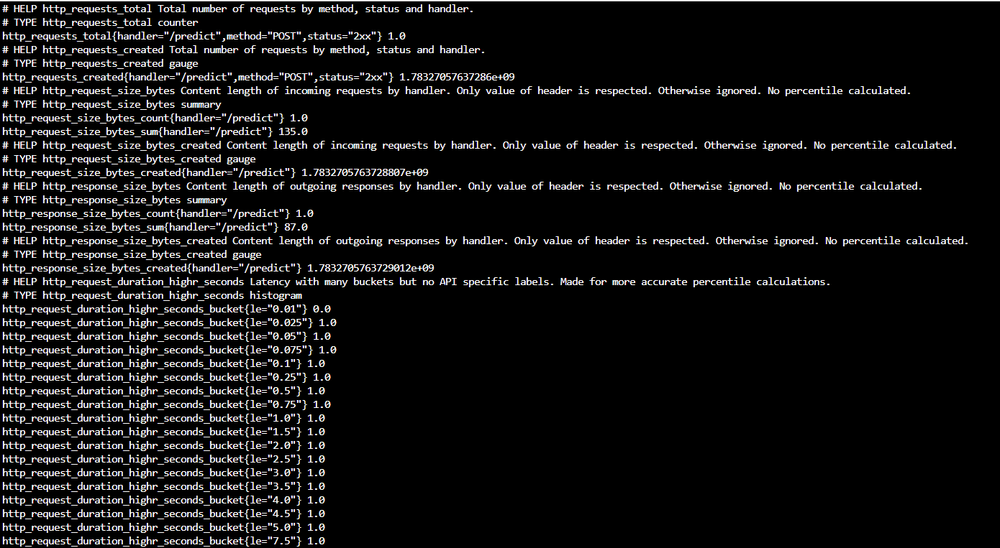 # HELP http_requests_total Total number of requests by method, status and handler.
# TYPE http_requests_total counter
http_requests_total{handler="/predict",method="POST",status="2xx"} 1.0
# HELP http_requests_created Total number of requests by method, status and handler.
# TYPE http_requests_created gauge
http_requests_created{handler="/predict",method="POST",status="2xx"} 1.78327057637286e+09
# HELP http_request_size_bytes Content length of incoming requests by handler. Only value of header is respected. Otherwise ignored. No percentile calculated.
# TYPE http_request_size_bytes summary
http_request_size_bytes_count{handler="/predict"} 1.0
http_request_size_bytes_sum{handler="/predict"} 135.0
# HELP http_request_size_bytes_created Content length of incoming requests by handler. Only value of header is respected. Otherwise ignored. No percentile calculated.
# TYPE http_request_size_bytes_created gauge
http_request_size_bytes_created{handler="/predict"} 1.7832705763728807e+09
# HELP http_response_size_bytes Content length of outgoing responses by handler. Only value of header is respected. Otherwise ignored. No percentile calculated.
# TYPE http_response_size_bytes summary
http_response_size_bytes_count{handler="/predict"} 1.0
http_response_size_bytes_sum{handler="/predict"} 87.0
# HELP http_response_size_bytes_created Content length of outgoing responses by handler. Only value of header is respected. Otherwise ignored. No percentile calculated.
# TYPE http_response_size_bytes_created gauge
http_response_size_bytes_created{handler="/predict"} 1.7832705763729012e+09
# HELP http_request_duration_highr_seconds Latency with many buckets but no API specific labels. Made for more accurate percentile calculations.
# TYPE http_request_duration_highr_seconds histogram
http_request_duration_highr_seconds_bucket{le="0.01"} 0.0
http_request_duration_highr_seconds_bucket{le="0.025"} 1.0
http_request_duration_highr_seconds_bucket{le="0.05"} 1.0
http_request_duration_highr_seconds_bucket{le="0.075"} 1.0
http_request_duration_highr_seconds_bucket{le="0.1"} 1.0
http_request_duration_highr_seconds_bucket{le="0.25"} 1.0
http_request_duration_highr_seconds_bucket{le="0.5"} 1.0
http_request_duration_highr_seconds_bucket{le="0.75"} 1.0
http_request_duration_highr_seconds_bucket{le="1.0"} 1.0
http_request_duration_highr_seconds_bucket{le="1.5"} 1.0
http_request_duration_highr_seconds_bucket{le="2.0"} 1.0
http_request_duration_highr_seconds_bucket{le="2.5"} 1.0
http_request_duration_highr_seconds_bucket{le="3.0"} 1.0
http_request_duration_highr_seconds_bucket{le="3.5"} 1.0
http_request_duration_highr_seconds_bucket{le="4.0"} 1.0
http_request_duration_highr_seconds_bucket{le="4.5"} 1.0
http_request_duration_highr_seconds_bucket{le="5.0"} 1.0
http_request_duration_highr_seconds_bucket{le="7.5"} 1.0